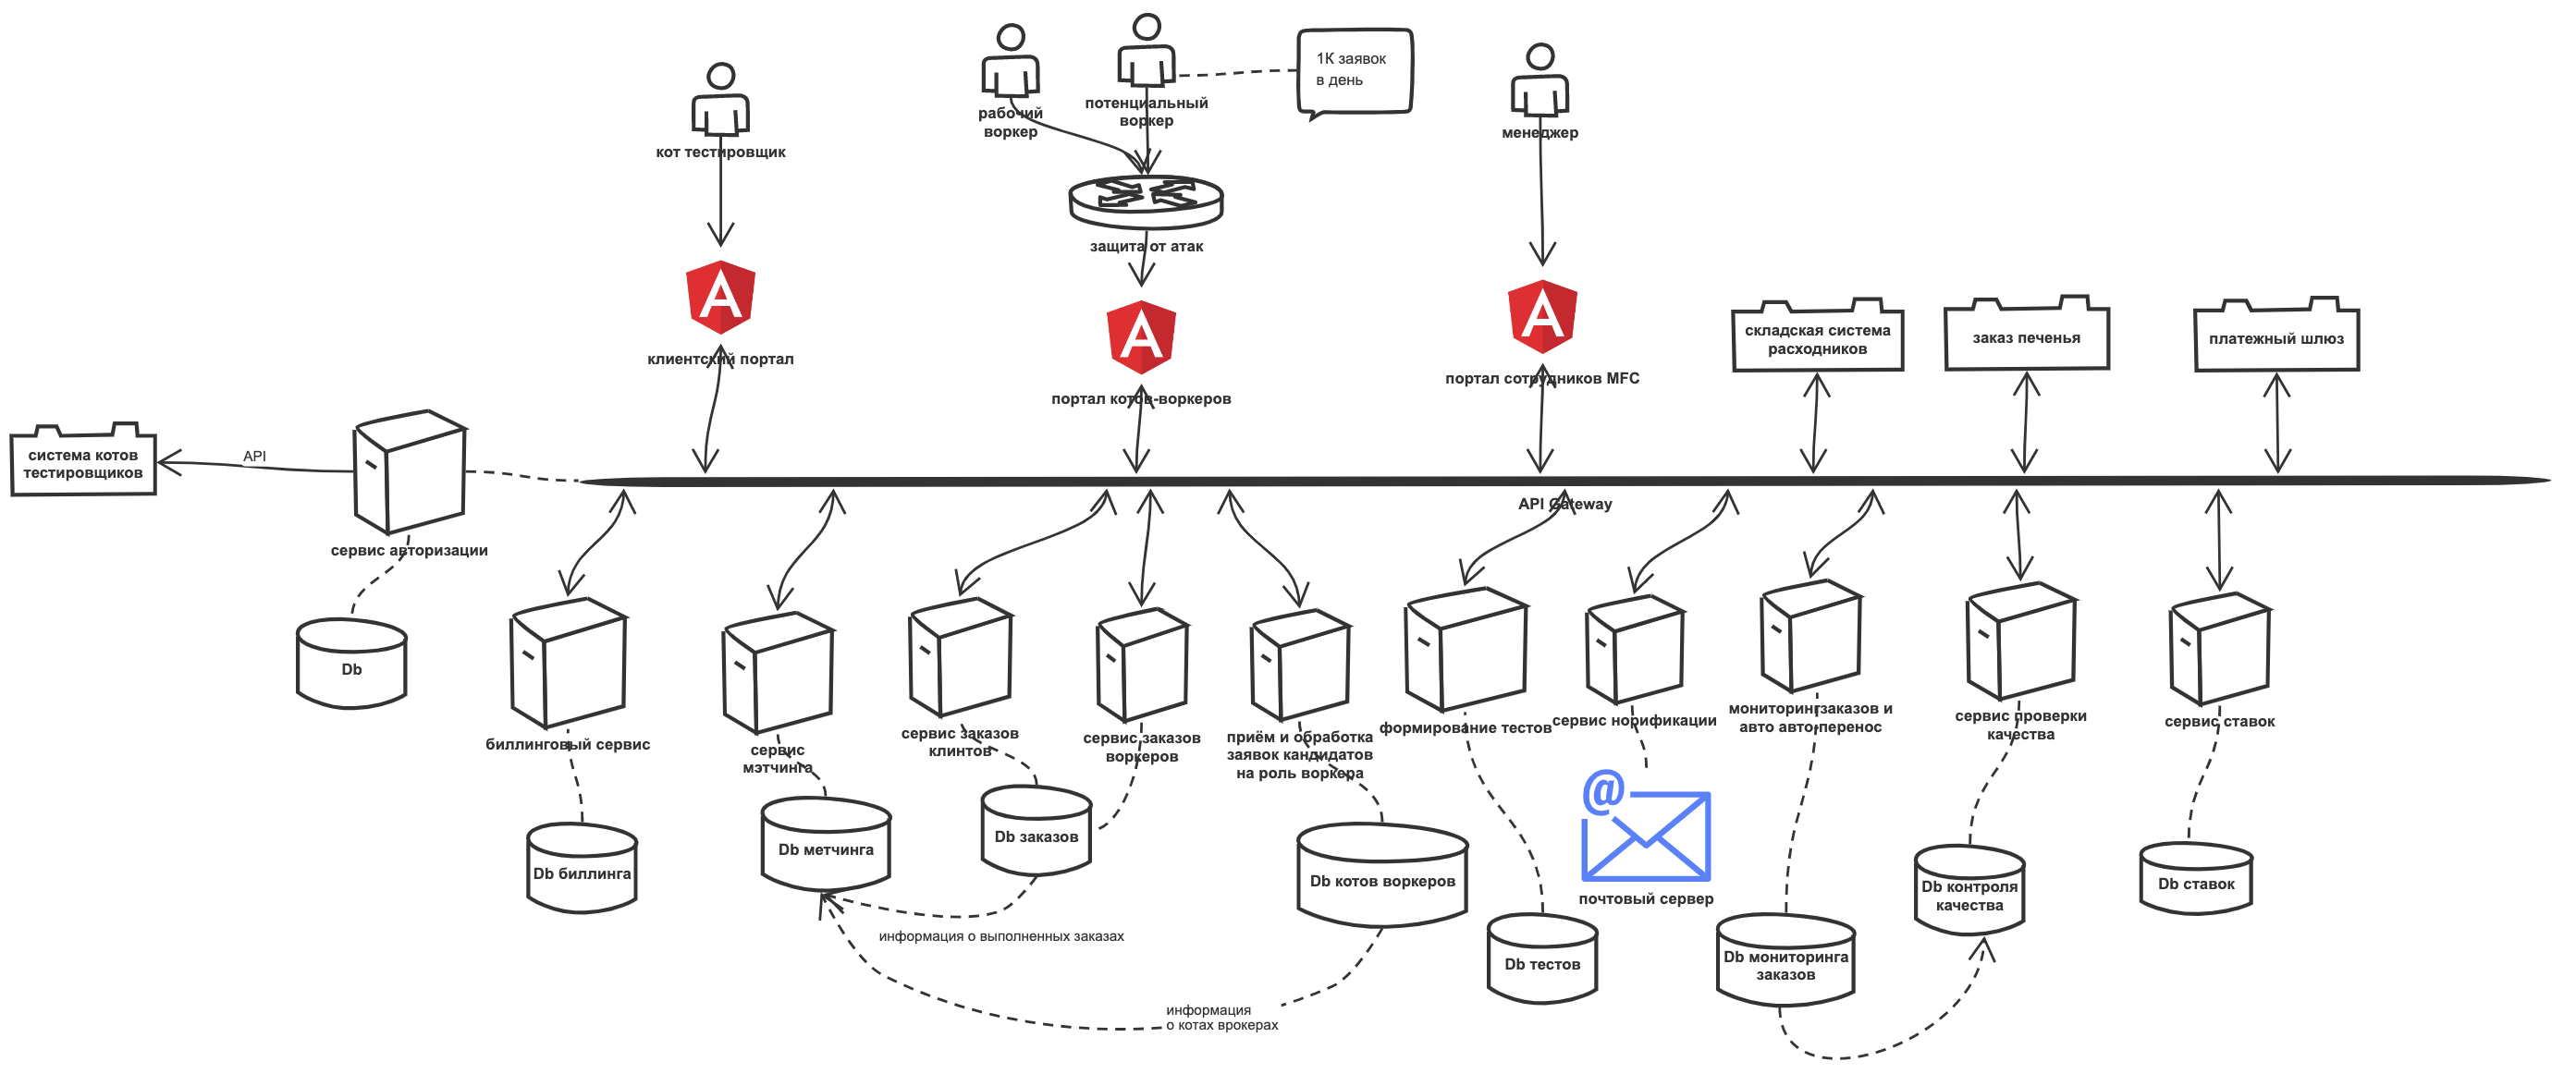 1К заявок
в день
потенциальный
воркер
рабочий
воркер
менеджер
кот тестировщик
защита от атак
клиентский портал
портал котов-воркеров
портал сотрудников MFC
складская система
расходников
заказ печенья
платежный шлюз
система котов
тестировщиков
API
сервис авторизации
API Gateway
Db
биллинговый сервис
сервис
мэтчинга
сервис заказов
клинтов
сервис заказов
воркеров
приём и обработка
заявок кандидатов
на роль воркера
формирование тестов
сервис норификации
мониторинг заказов и
авто авто перенос
сервис проверки
качества
сервис ставок
Db биллинга
Db метчинга
Db заказов
Db котов воркеров
почтовый сервер
Db контроля
качества
Db ставок
информация о выполненных заказах
Db тестов
Db мониторинга
заказов
информация
о котах врокерах